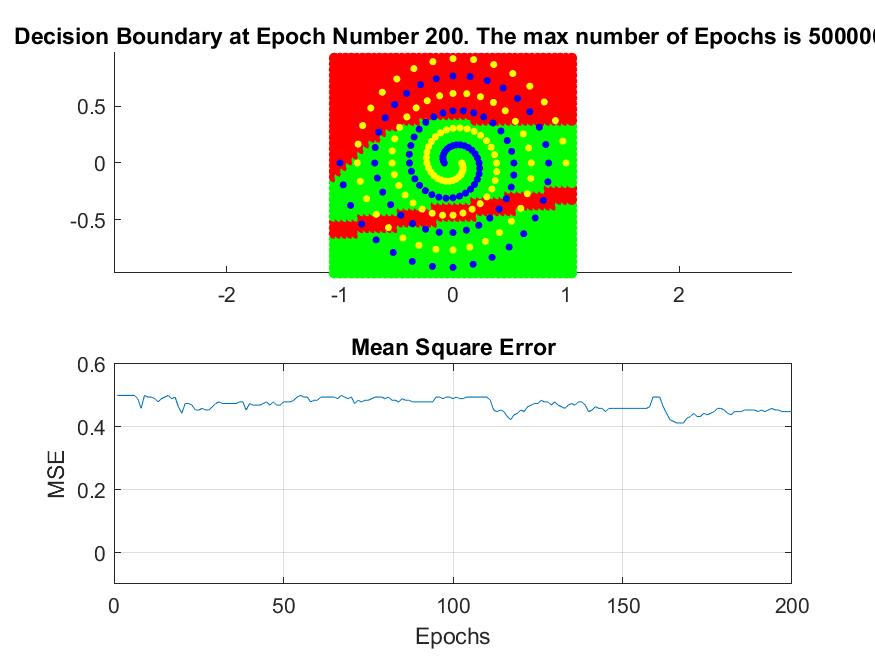 Decision Boundary at Epoch Number 200. The max number of Epochs is 500000
0.5
0
-0.5
-2 -1 0 1 2
Mean Square Error
0.6
0.4
0.2
0
MSE
0 50 100 150 200
Epochs